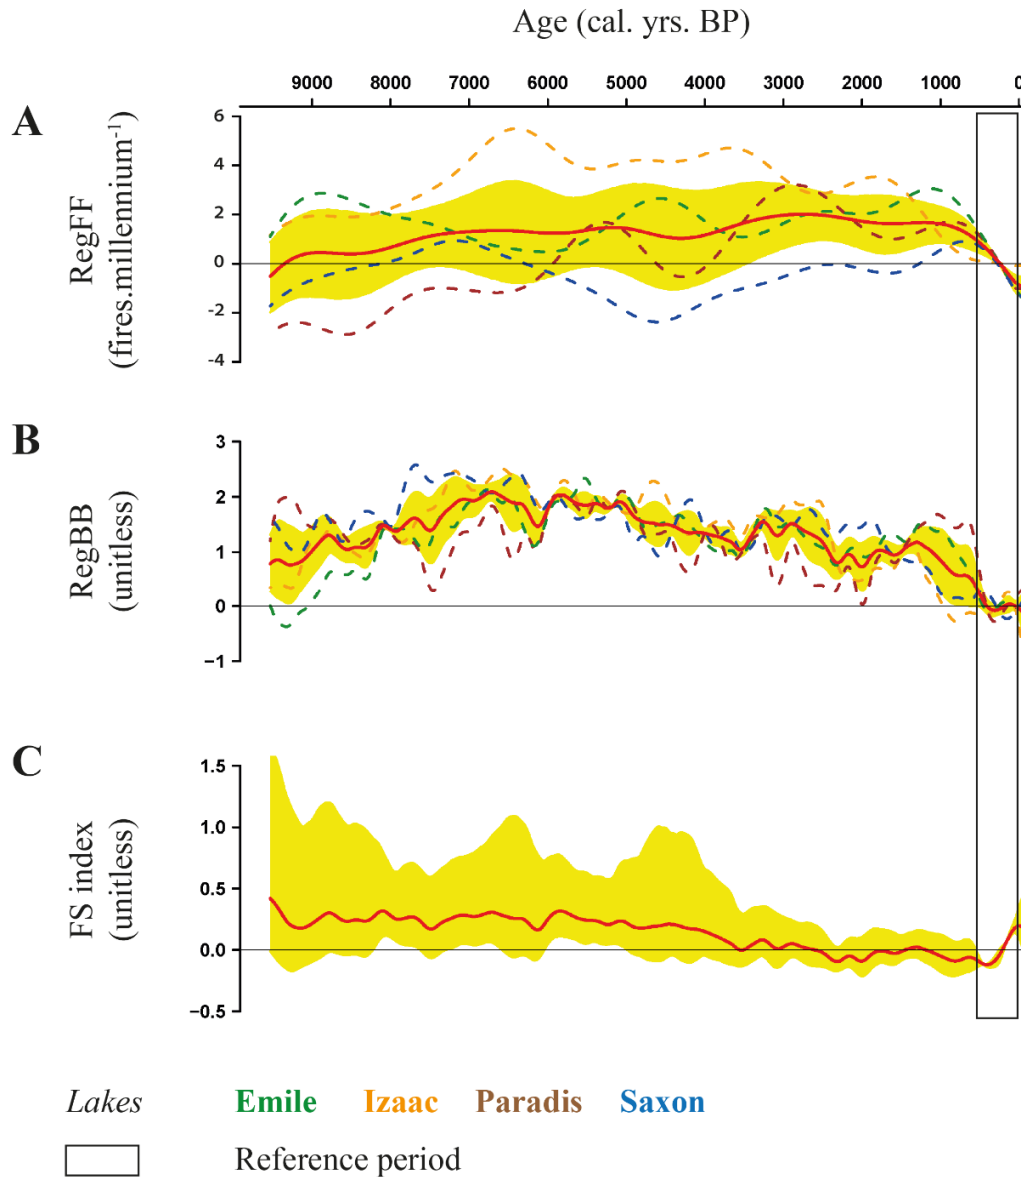 Age (cal. yrs. BP)
9000 8000 7000 6000 5000 4000 3000 2000 1000 0
A
RegFF
(fires.millennium⁻¹)
6
4
2
0
-2
-4
B
RegBB
(unitless)
3
2
1
0
−1
C
FS index
(unitless)
1.5
1.0
0.5
0.0
−0.5
Lakes Emile Izaac Paradis Saxon
Reference period